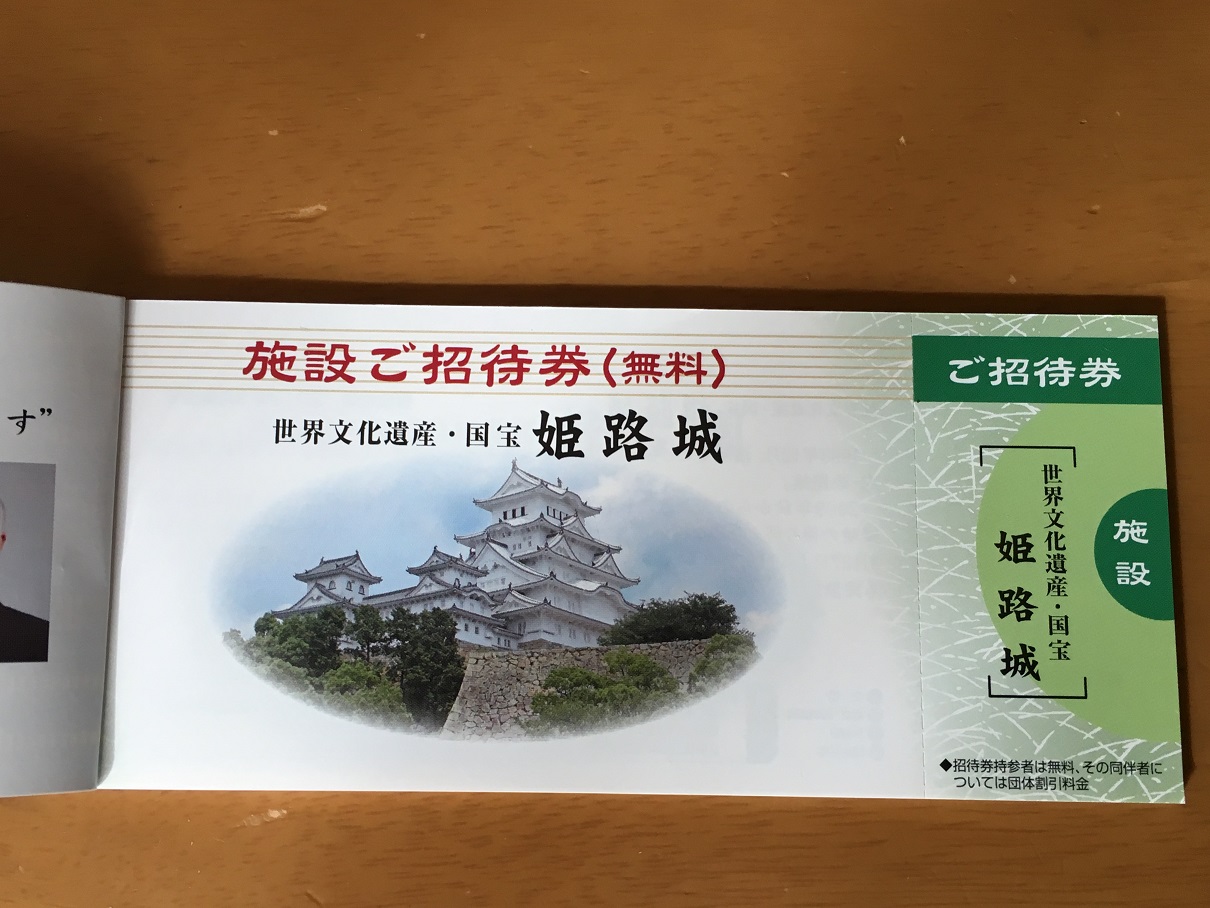 す”
施設ご招待券(無料)
世界文化遺産・国宝 姫路城
ご招待券
世界文化遺産・国宝
姫路城
施設
◆招待券持参者は無料、その同伴者に
ついては団体割引料金